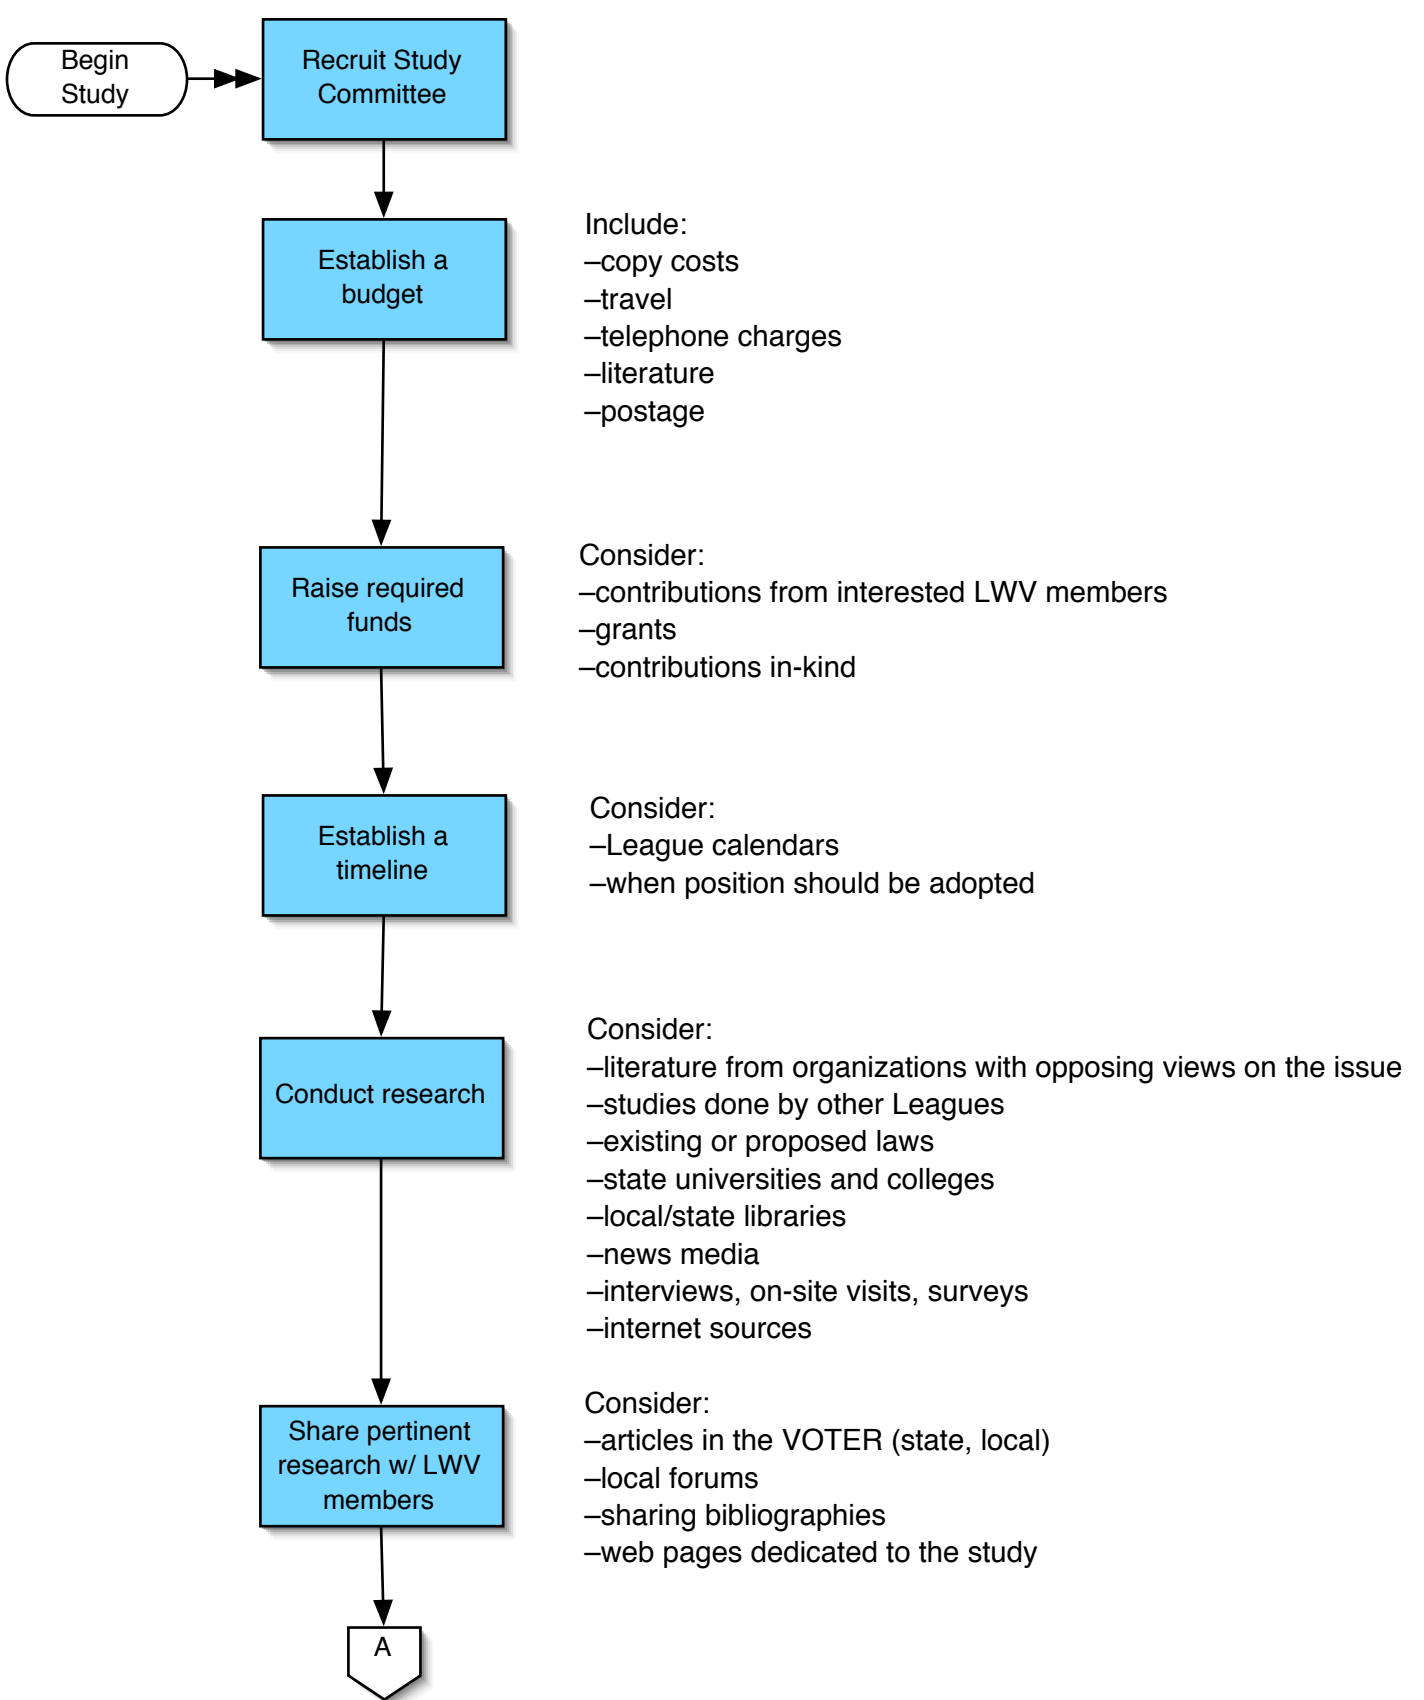 Begin
Study
Recruit Study
Committee
Establish a
budget
Include:
–copy costs
–travel
–telephone charges
–literature
–postage
Raise required
funds
Consider:
–contributions from interested LWV members
–grants
–contributions in-kind
Establish a
timeline
Consider:
–League calendars
–when position should be adopted
Conduct research
Consider:
–literature from organizations with opposing views on the issue
–studies done by other Leagues
–existing or proposed laws
–state universities and colleges
–local/state libraries
–news media
–interviews, on-site visits, surveys
–internet sources
Share pertinent
research w/ LWV
members
Consider:
–articles in the VOTER (state, local)
–local forums
–sharing bibliographies
–web pages dedicated to the study
A